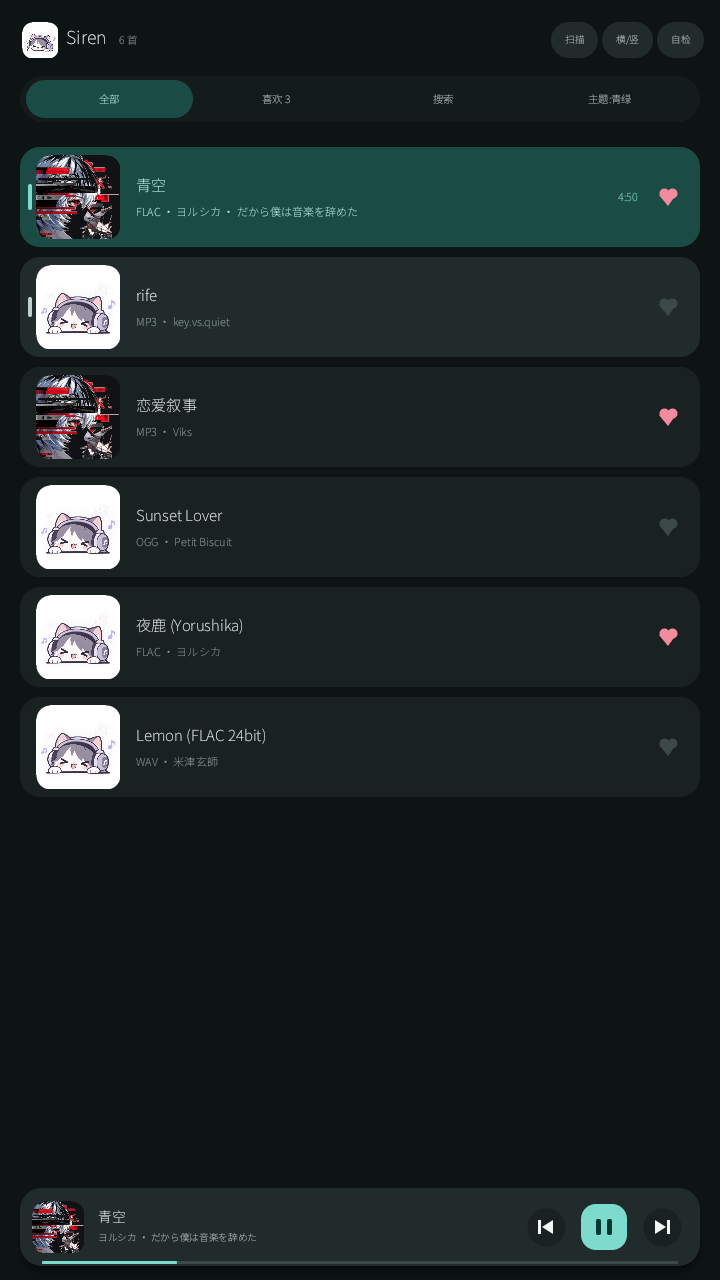 Siren 6 首 扫描 横/竖 自检
全部 喜欢 3 搜索 主题:青绿
青空
FLAC • ヨルシカ • だから僕は音楽を辞めた
4:50
rife
MP3 • key.vs.quiet
恋爱叙事
MP3 • Viks
Sunset Lover
OGG • Petit Biscuit
夜鹿 (Yorushika)
FLAC • ヨルシカ
Lemon (FLAC 24bit)
WAV • 米津玄師
青空
ヨルシカ • だから僕は音楽を辞めた